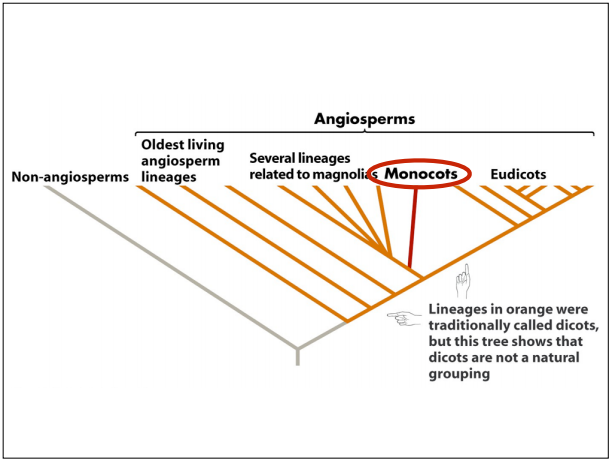 Angiosperms
Oldest living
angiosperm
lineages
Several lineages
related to magnolias
Non-angiosperms
Monocots
Eudicots
Lineages in orange were
traditionally called dicots,
but this tree shows that
dicots are not a natural
grouping